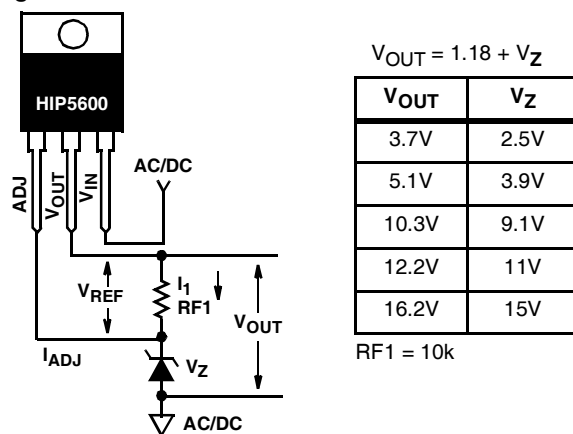 HIP5600
ADJ
VOUT
VIN
AC/DC
VREF
I1
RF1
VOUT
IADJ
VZ
AC/DC
VOUT = 1.18 + VZ
VOUT VZ
3.7V 2.5V
5.1V 3.9V
10.3V 9.1V
12.2V 11V
16.2V 15V
RF1 = 10k